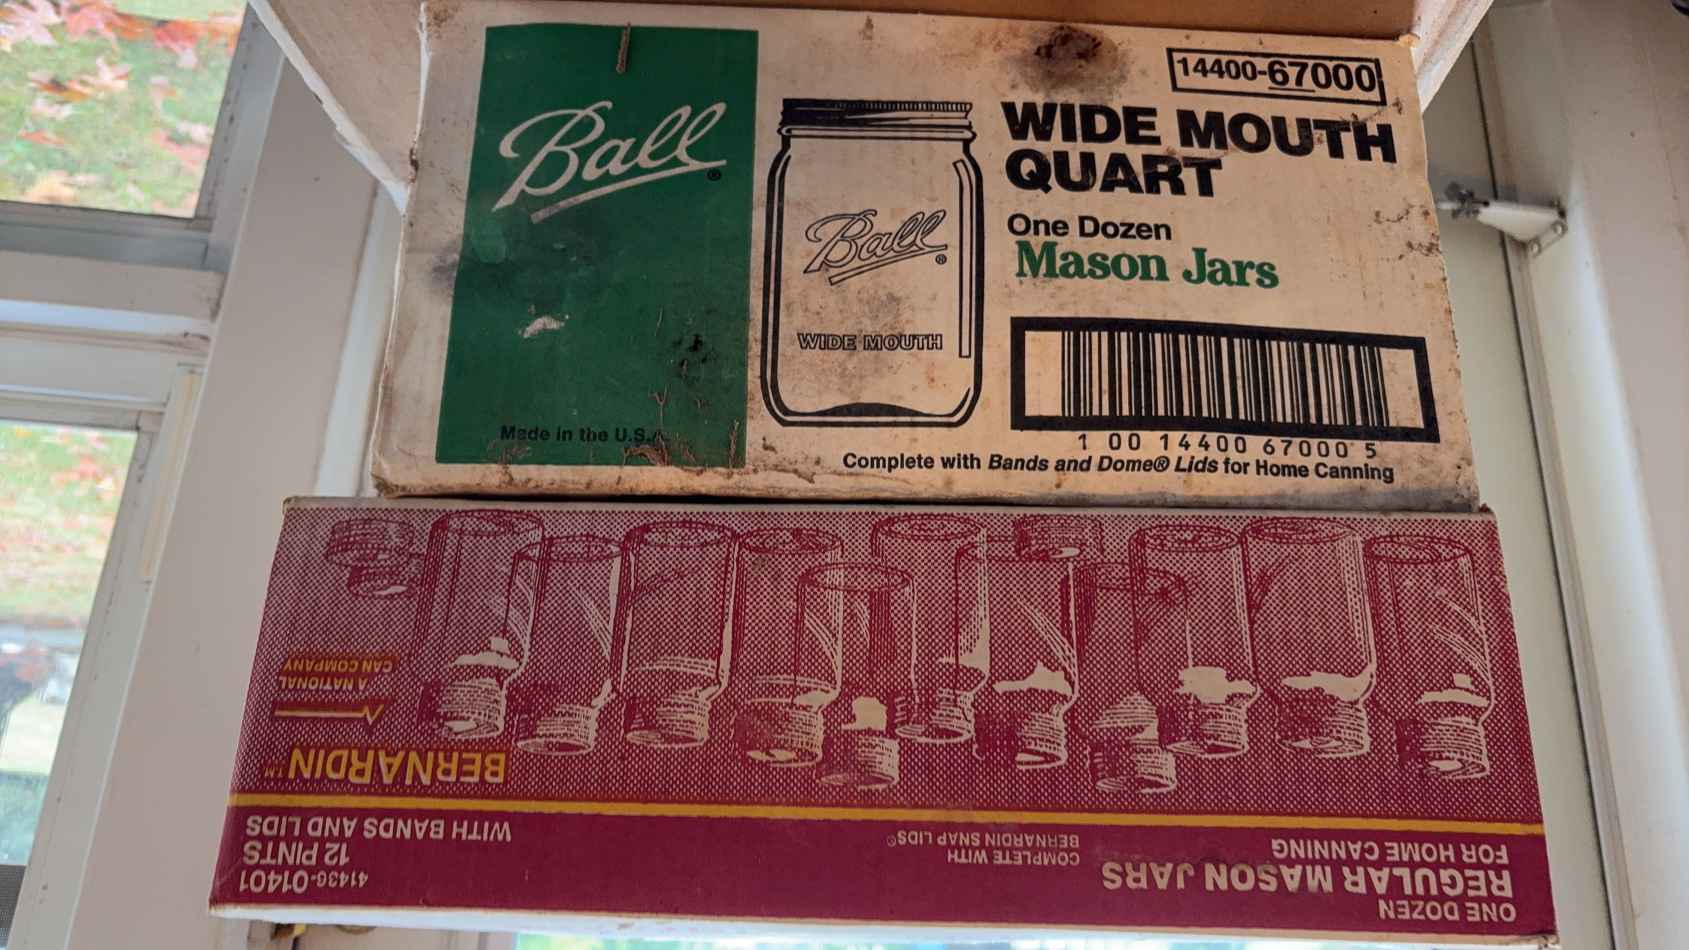 Ball®
Made in the U.S.A.
Ball®
WIDE MOUTH
14400-67000
WIDE MOUTH
QUART
One Dozen
Mason Jars
1 00 14400 67000 5
Complete with Bands and Dome® Lids for Home Canning
ONE DOZEN
REGULAR MASON JARS
FOR HOME CANNING
COMPLETE WITH
BERNARDIN SNAP LIDS®
41436-01401
12 PINTS
WITH BANDS AND LIDS
BERNARDIN™
A NATIONAL
CAN COMPANY